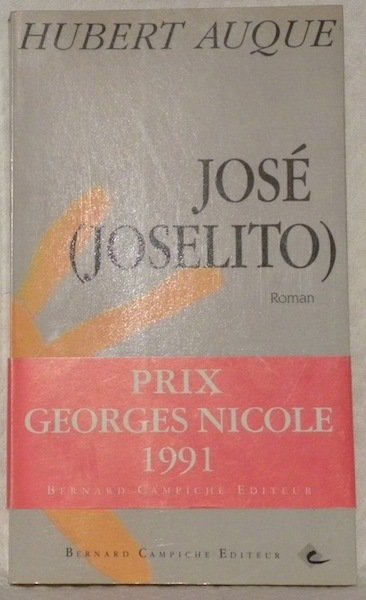 HUBERT AUQUE
JOSÉ
(JOSELITO)
Roman
PRIX
GEORGES NICOLE
1991
BERNARD CAMPICHE EDITEUR
BERNARD CAMPICHE EDITEUR